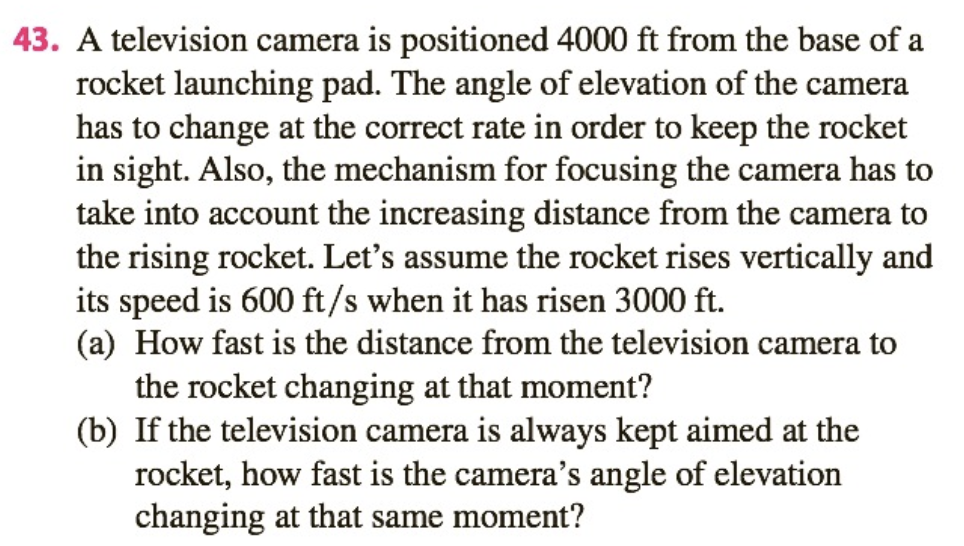 43. A television camera is positioned 4000 ft from the base of a
rocket launching pad. The angle of elevation of the camera
has to change at the correct rate in order to keep the rocket
in sight. Also, the mechanism for focusing the camera has to
take into account the increasing distance from the camera to
the rising rocket. Let’s assume the rocket rises vertically and
its speed is 600 ft/s when it has risen 3000 ft.
(a) How fast is the distance from the television camera to
the rocket changing at that moment?
(b) If the television camera is always kept aimed at the
rocket, how fast is the camera’s angle of elevation
changing at that same moment?